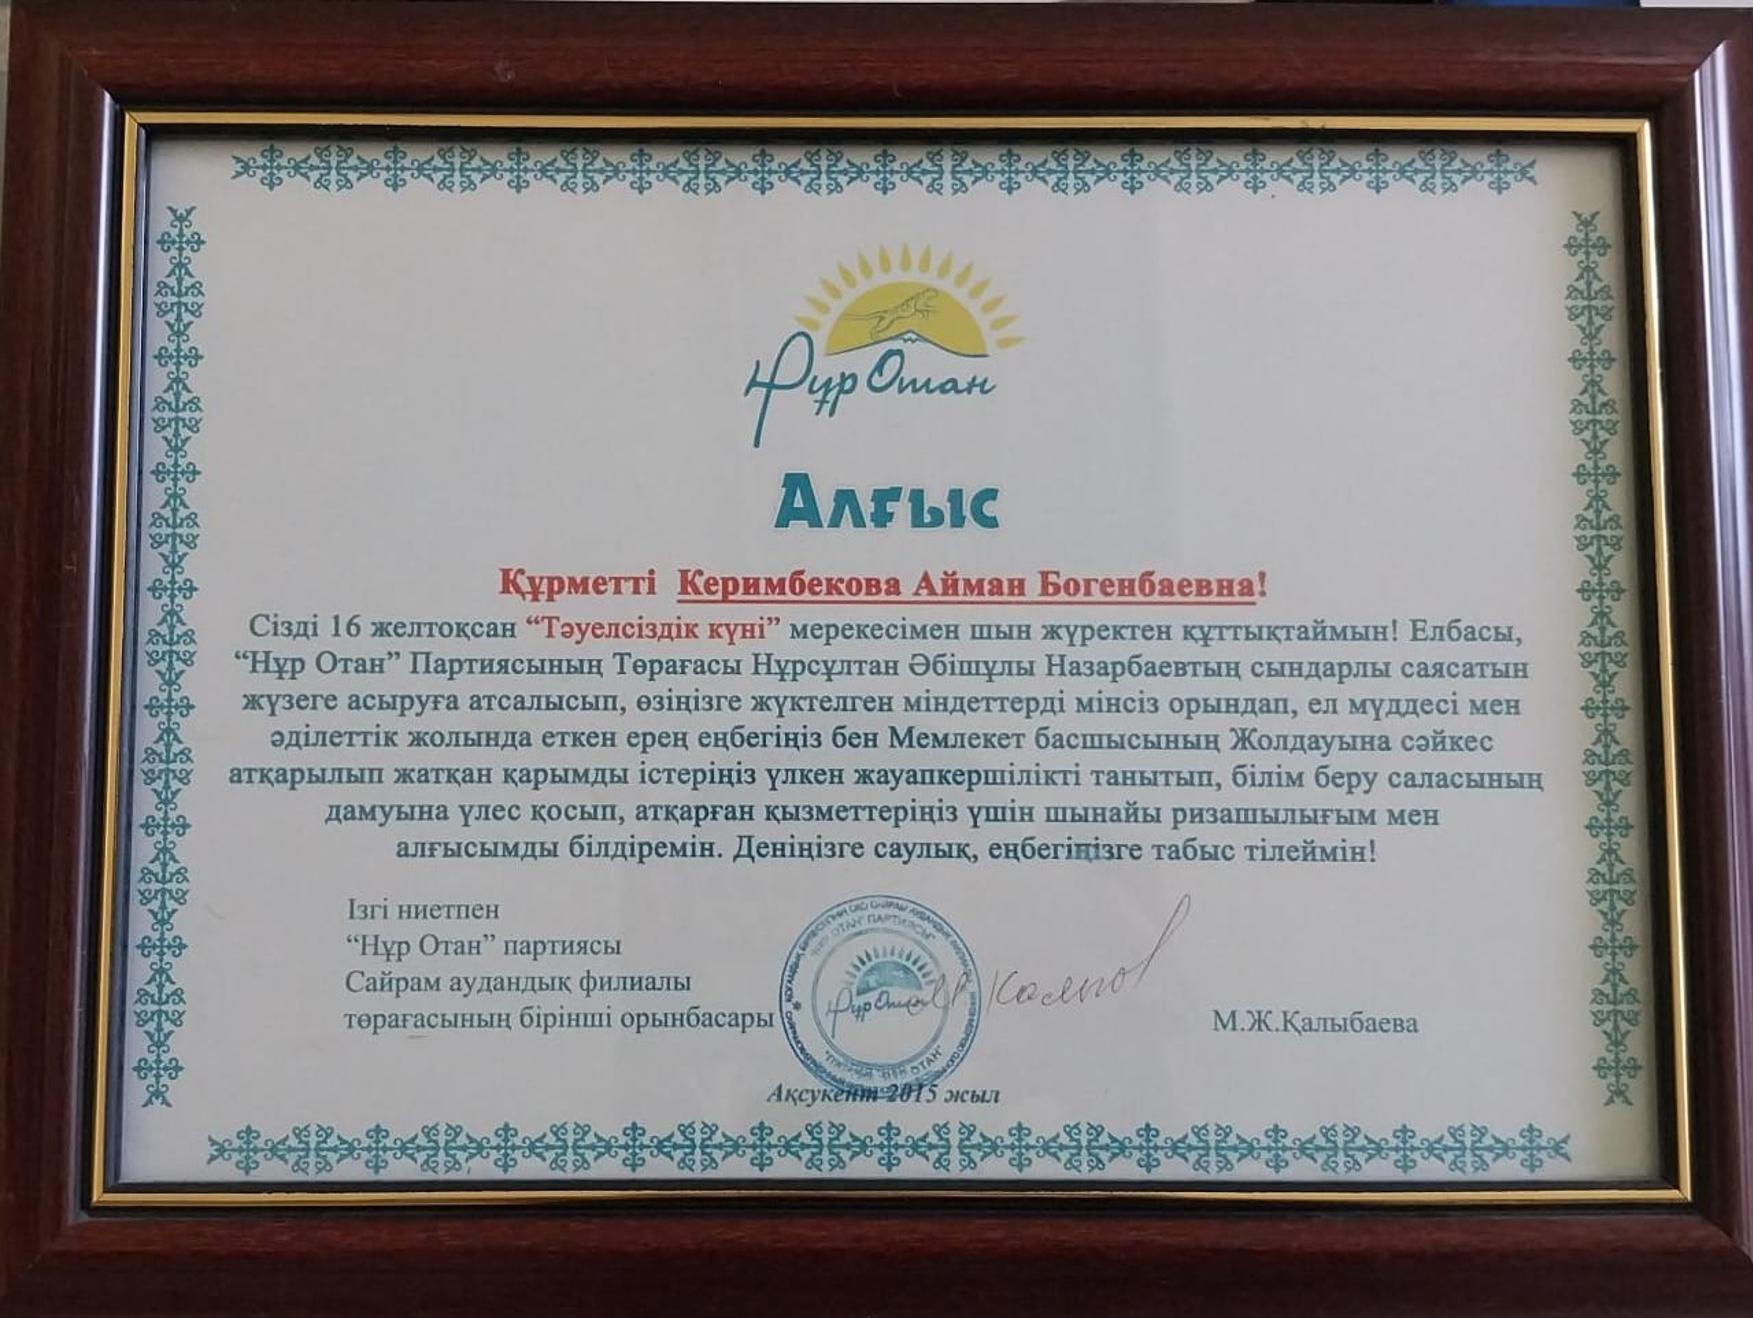 Нұр Отан
Алғыс
Құрметті Керимбекова Айман Богенбаевна!
Сізді 16 желтоқсан “Тәуелсіздік күні” мерекесімен шын жүректен құттықтаймын! Елбасы,
“Нұр Отан” Партиясының Төрағасы Нұрсұлтан Әбішұлы Назарбаевтың сындарлы саясатын
жүзеге асыруға атсалысып, өзіңізге жүктелген міндеттерді мінсіз орындап, ел мүддесі мен
әділеттік жолында еткен ерең еңбегіңіз бен Мемлекет басшысының Жолдауына сәйкес
атқарылып жатқан қарымды істеріңіз үлкен жауапкершілікті танытып, білім беру саласының
дамуына үлес қосып, атқарған қызметтеріңіз үшін шынайы ризашылығым мен
алғысымды білдіремін. Деніңізге саулық, еңбегіңізге табыс тілеймін!
Ізгі ниетпен
“Нұр Отан” партиясы
Сайрам аудандық филиалы
төрағасының бірінші орынбасары
М.Ж.Қалыбаева
Нұр Отан
Ақсукент 2015 жыл